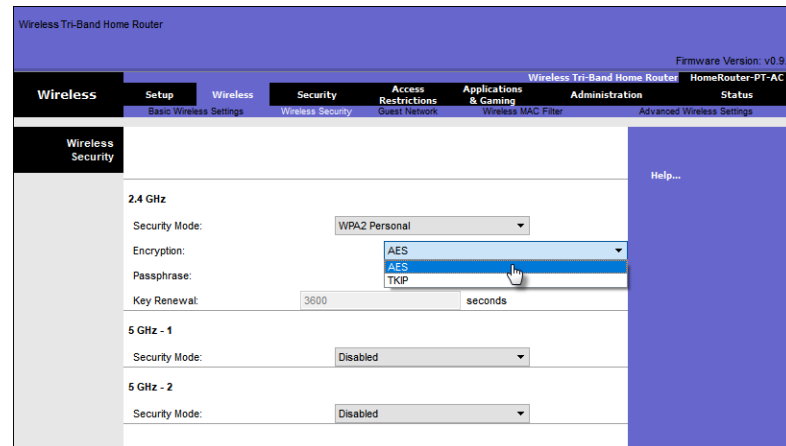 Wireless Tri-Band Home Router
Firmware Version: v0.9
Wireless Tri-Band Home Router HomeRouter-PT-AC
Wireless
Setup Wireless Security Access Restrictions Applications & Gaming Administration Status
Basic Wireless Settings Wireless Security Guest Network Wireless MAC Filter Advanced Wireless Settings
Wireless
Security
Help...
2.4 GHz
Security Mode: WPA2 Personal
Encryption: AES
AES
Passphrase:
TKIP
Key Renewal: 3600 seconds
5 GHz - 1
Security Mode: Disabled
5 GHz - 2
Security Mode: Disabled